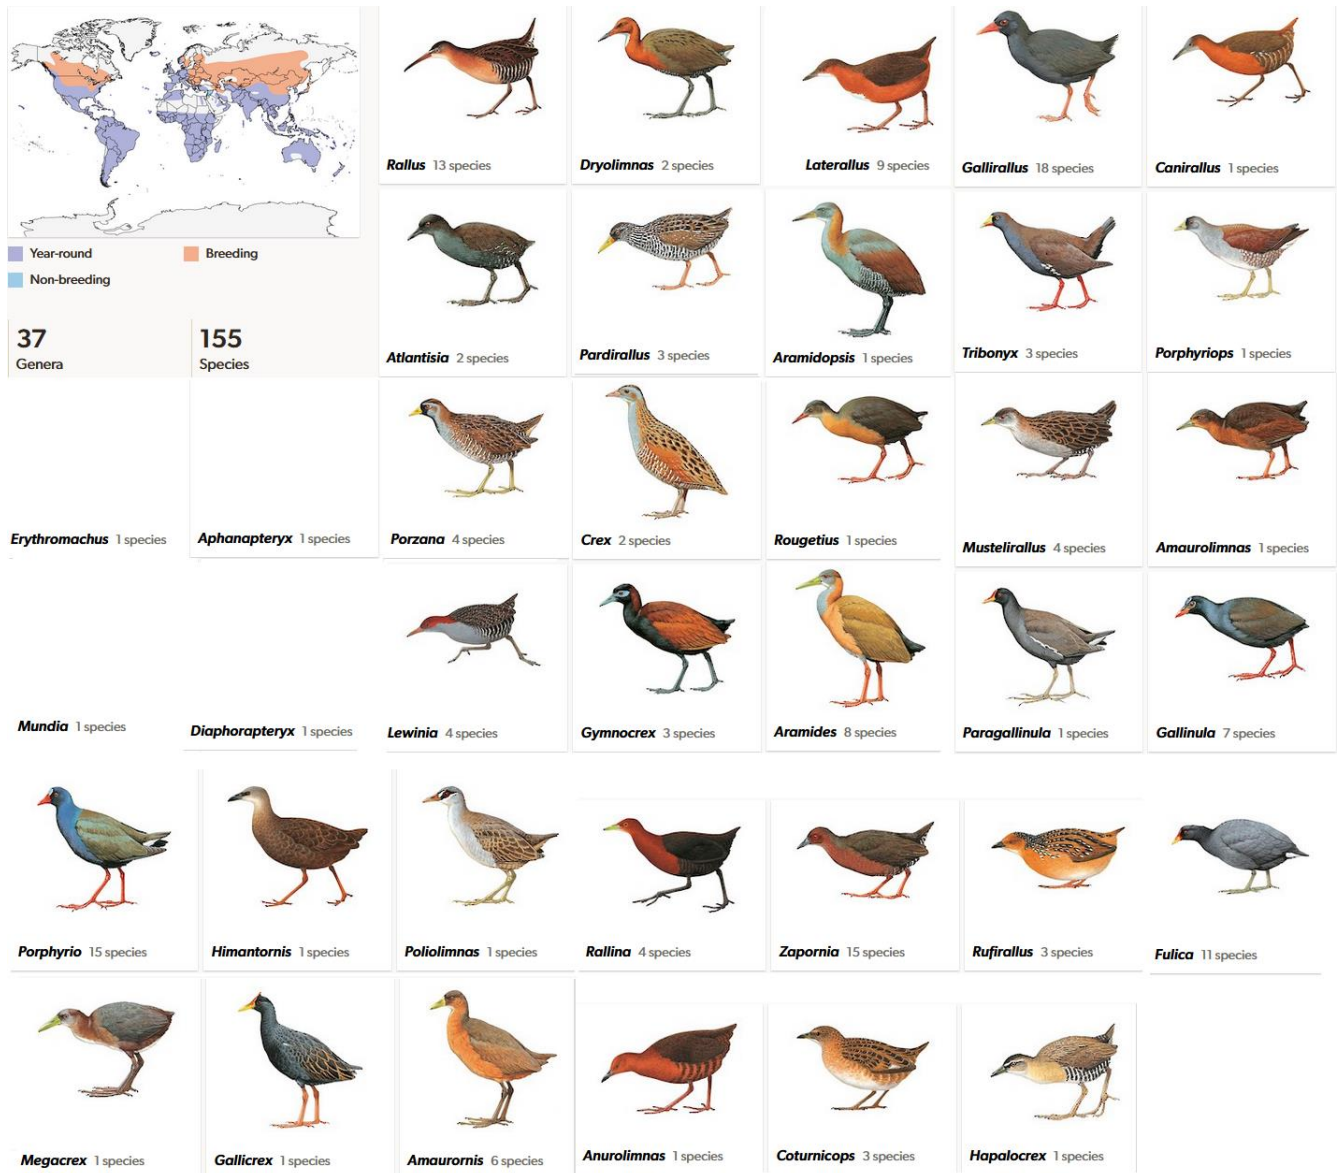 Rallus 13 species
Dryolimnas 2 species
Laterallus 9 species
Gallirallus 18 species
Canirallus 1 species
Year-round
Breeding
Non-breeding
37
Genera
155
Species
Atlantisia 2 species
Pardirallus 3 species
Aramidopsis 1 species
Tribonyx 3 species
Porphyriops 1 species
Erythromachus 1 species
Aphanapteryx 1 species
Porzana 4 species
Crex 2 species
Rougetius 1 species
Mustelirallus 4 species
Amaurolimnas 1 species
Mundia 1 species
Diaphorapteryx 1 species
Lewinia 4 species
Gymnocrex 3 species
Aramides 8 species
Paragallinula 1 species
Gallinula 7 species
Porphyrio 15 species
Himantornis 1 species
Poliolimnas 1 species
Rallina 4 species
Zapornia 15 species
Rufirallus 3 species
Fulica 11 species
Megacrex 1 species
Gallicrex 1 species
Amaurornis 6 species
Anurolimnas 1 species
Coturnicops 3 species
Hapalocrex 1 species